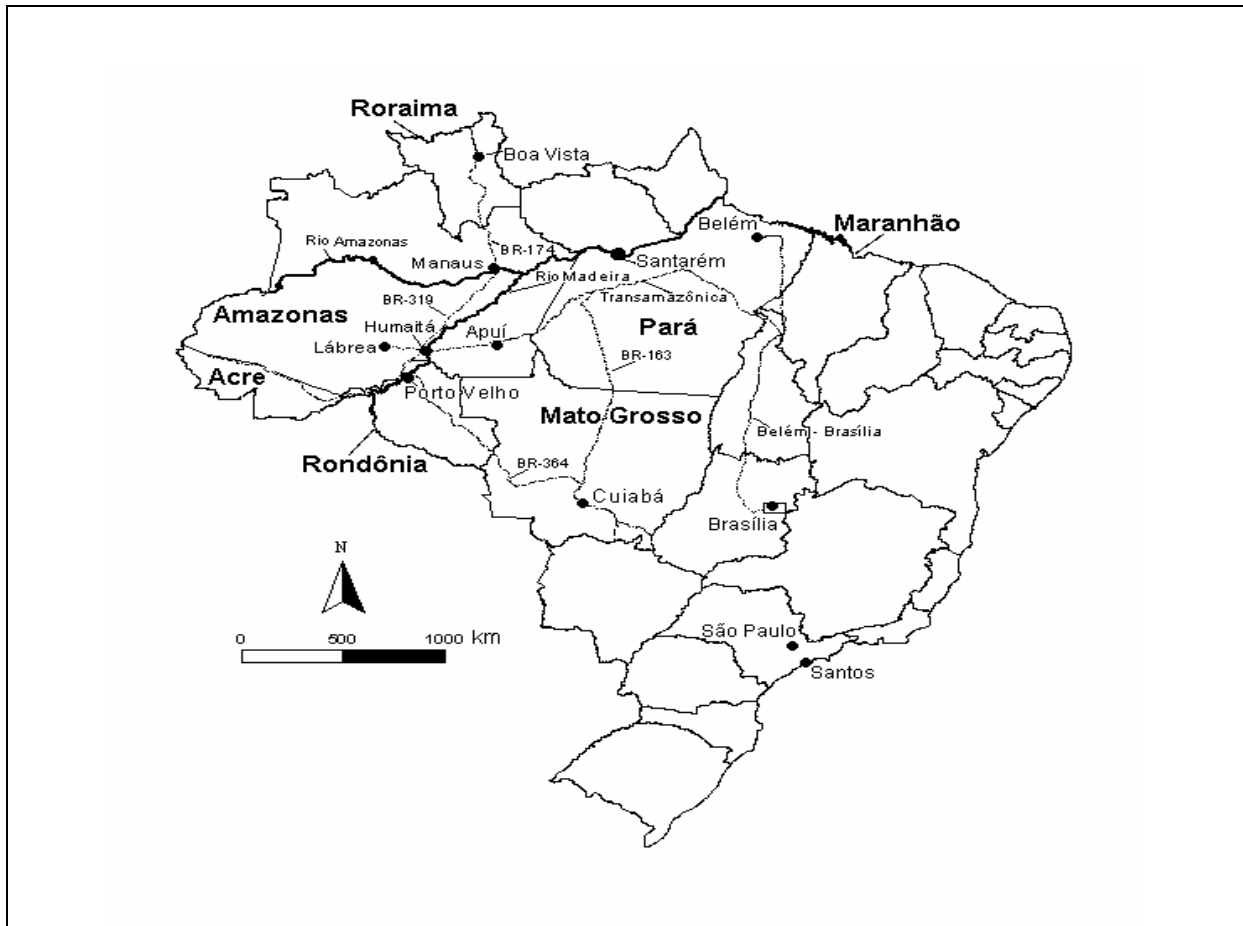 Roraima
Boa Vista
Belém
Maranhão
Rio Amazonas
BR-174
Manaus
Santarém
Rio Madeira
Transamazônica
BR-319
Amazonas
Humaitá
Apuí
Pará
Lábrea
BR-163
Acre
Porto Velho
Mato Grosso
Belém - Brasília
Rondônia
BR-364
Cuiabá
Brasília
N
0 500 1000 km
São Paulo
Santos